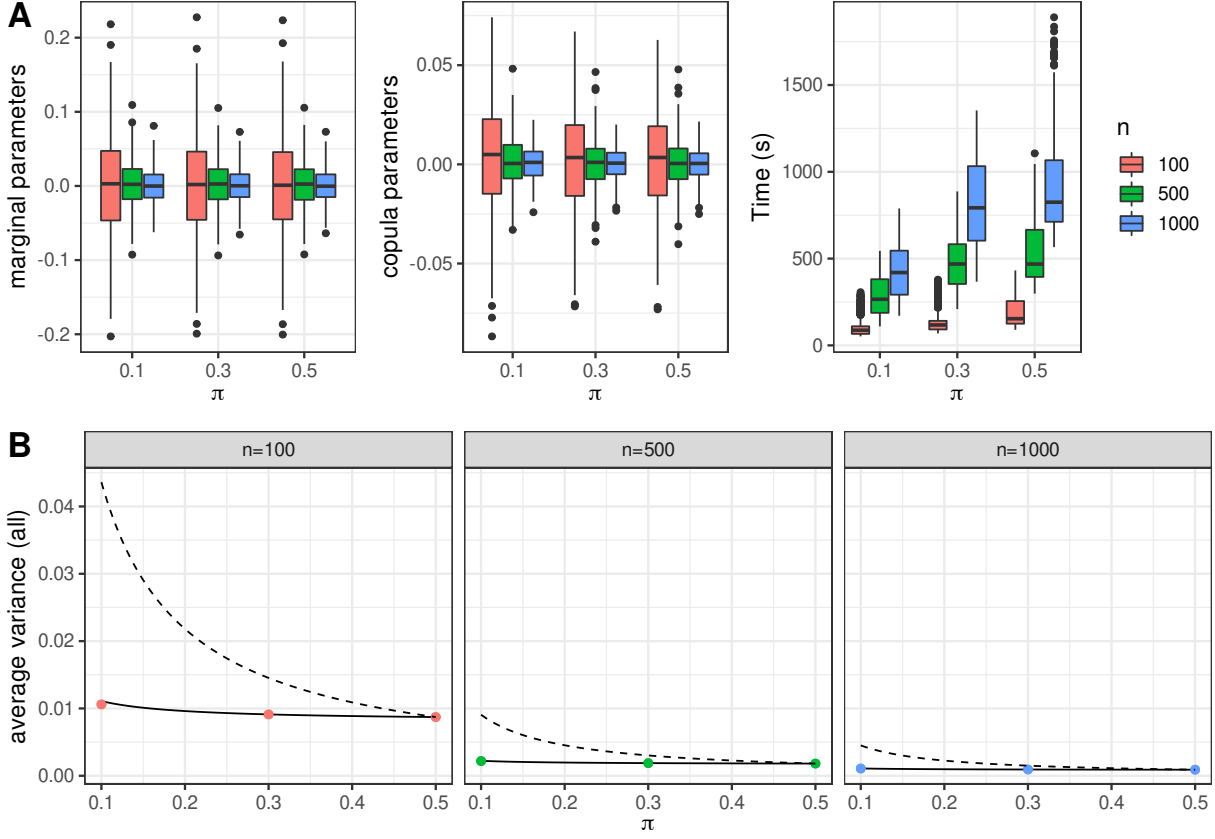 A
marginal parameters
0.2
0.1
0.0
-0.1
-0.2
0.1 0.3 0.5
π
copula parameters
0.05
0.00
-0.05
0.1 0.3 0.5
π
Time (s)
1500
1000
500
0
0.1 0.3 0.5
π
n
100
500
1000
B
n=100 n=500 n=1000
average variance (all)
0.04
0.03
0.02
0.01
0.00
0.1 0.2 0.3 0.4 0.5 0.1 0.2 0.3 0.4 0.5 0.1 0.2 0.3 0.4 0.5
π